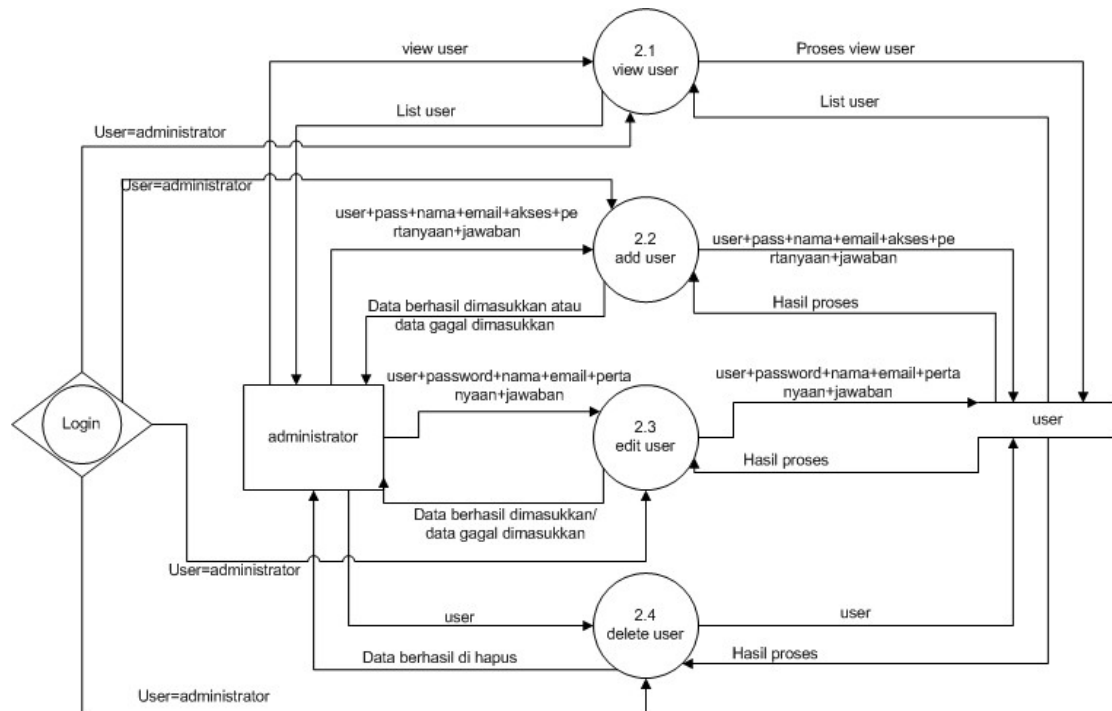 view user
2.1
view user
Proses view user
List user
List user
User=administrator
User=administrator
user+pass+nama+email+akses+pe
rtanyaan+jawaban
2.2
add user
user+pass+nama+email+akses+pe
rtanyaan+jawaban
Data berhasil dimasukkan atau
data gagal dimasukkan
Hasil proses
user+password+nama+email+perta
nyaan+jawaban
user+password+nama+email+perta
nyaan+jawaban
Login
administrator
2.3
edit user
user
Hasil proses
Data berhasil dimasukkan/
data gagal dimasukkan
User=administrator
user
2.4
delete user
user
Data berhasil di hapus
Hasil proses
User=administrator